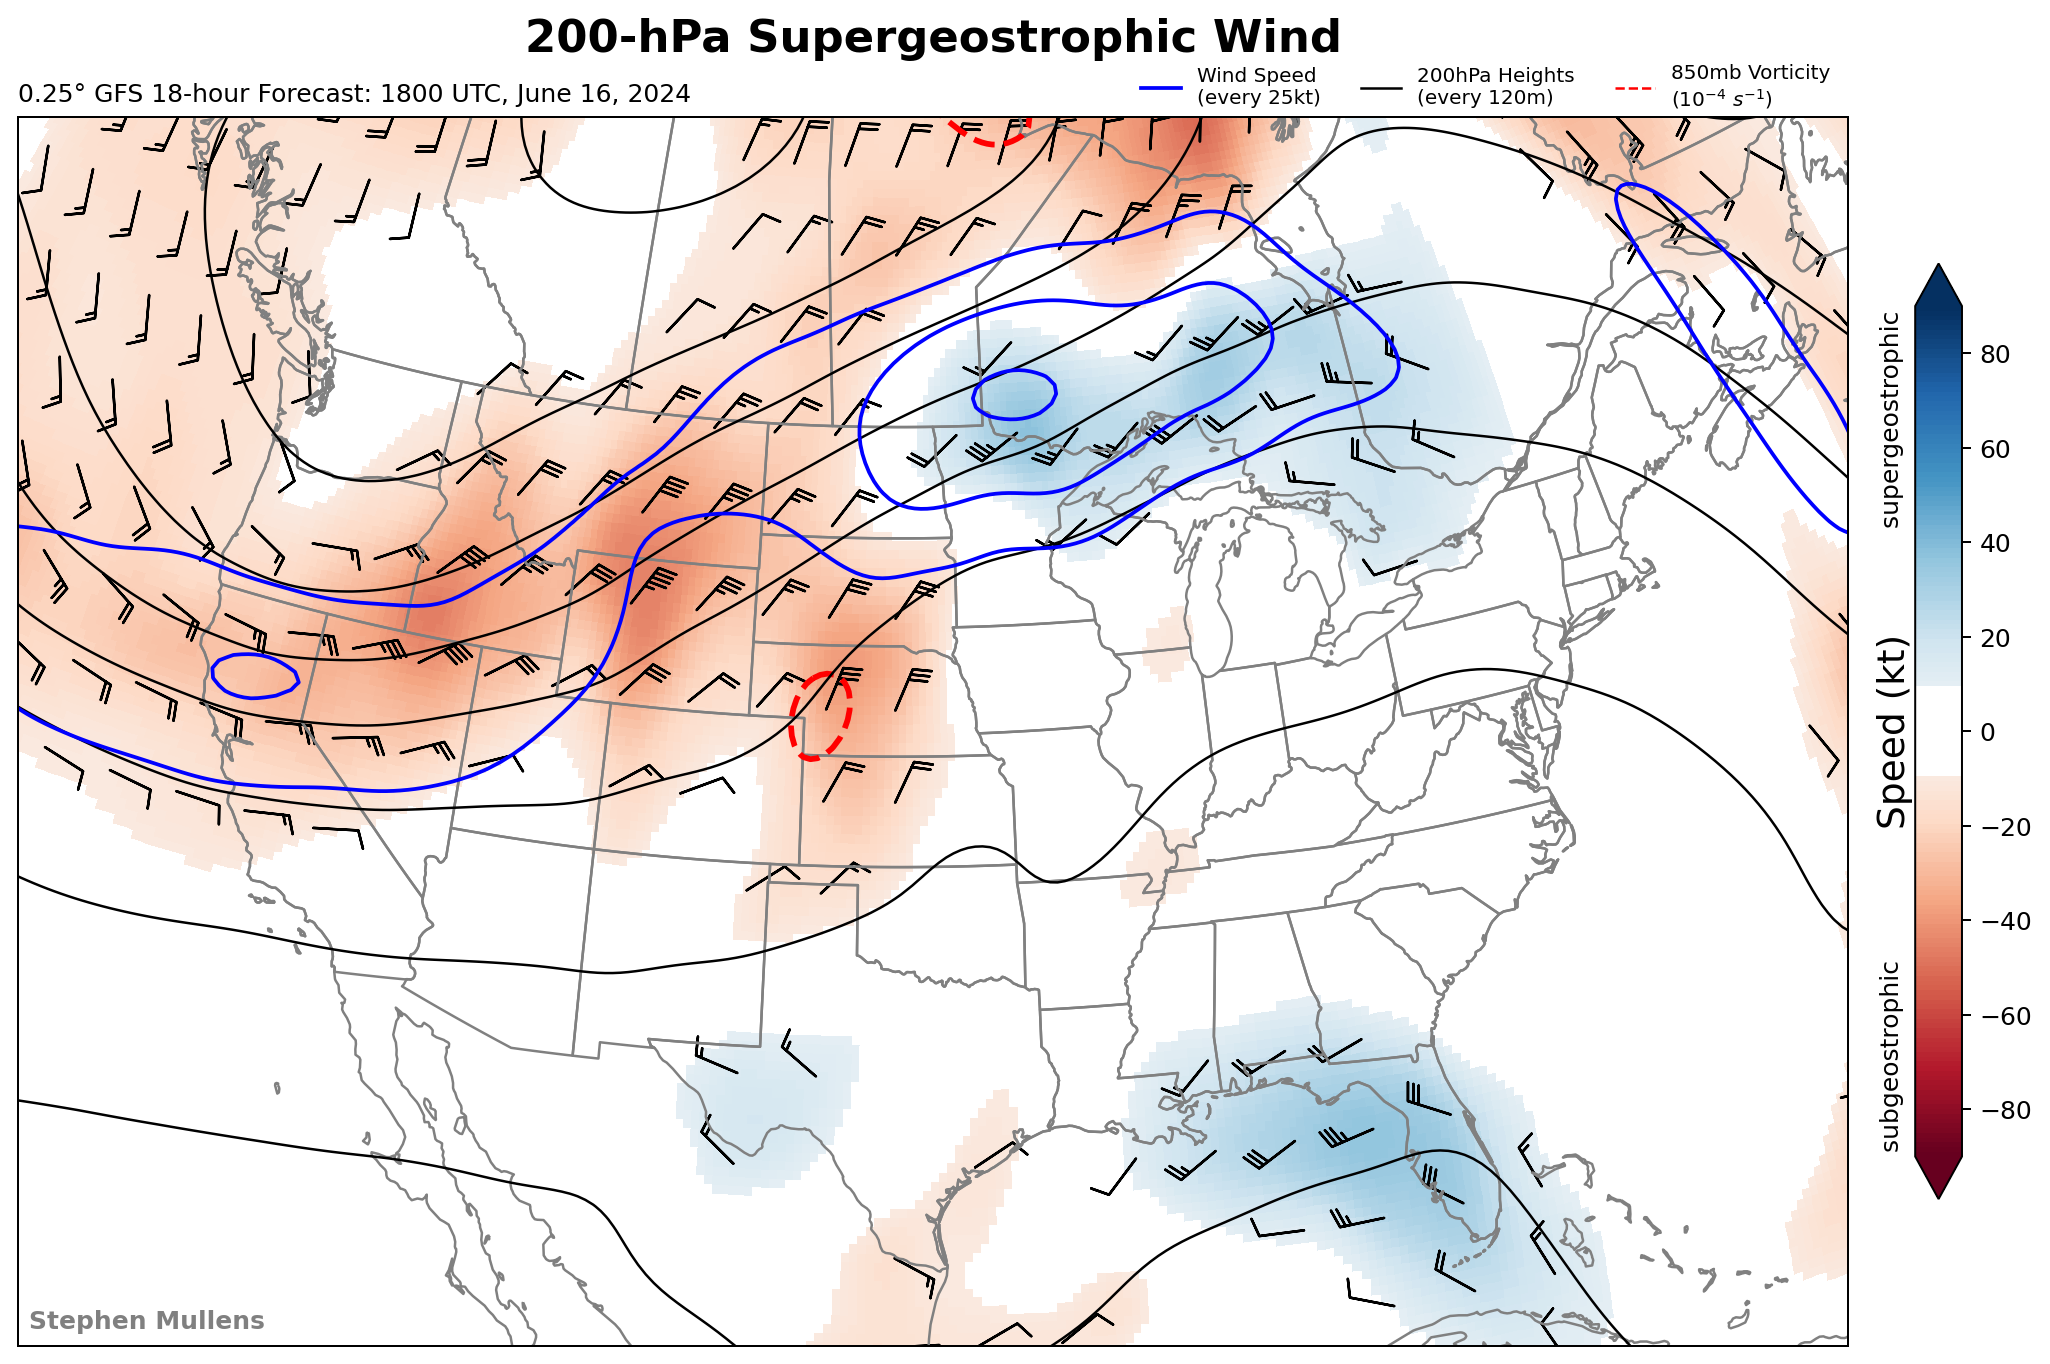 200-hPa Supergeostrophic Wind
0.25° GFS 18-hour Forecast: 1800 UTC, June 16, 2024
Wind Speed
(every 25kt)
200hPa Heights
(every 120m)
850mb Vorticity
(10⁻⁴ s⁻¹)
supergeostrophic
Speed (kt)
subgeostrophic
80
60
40
20
0
−20
−40
−60
−80
Stephen Mullens